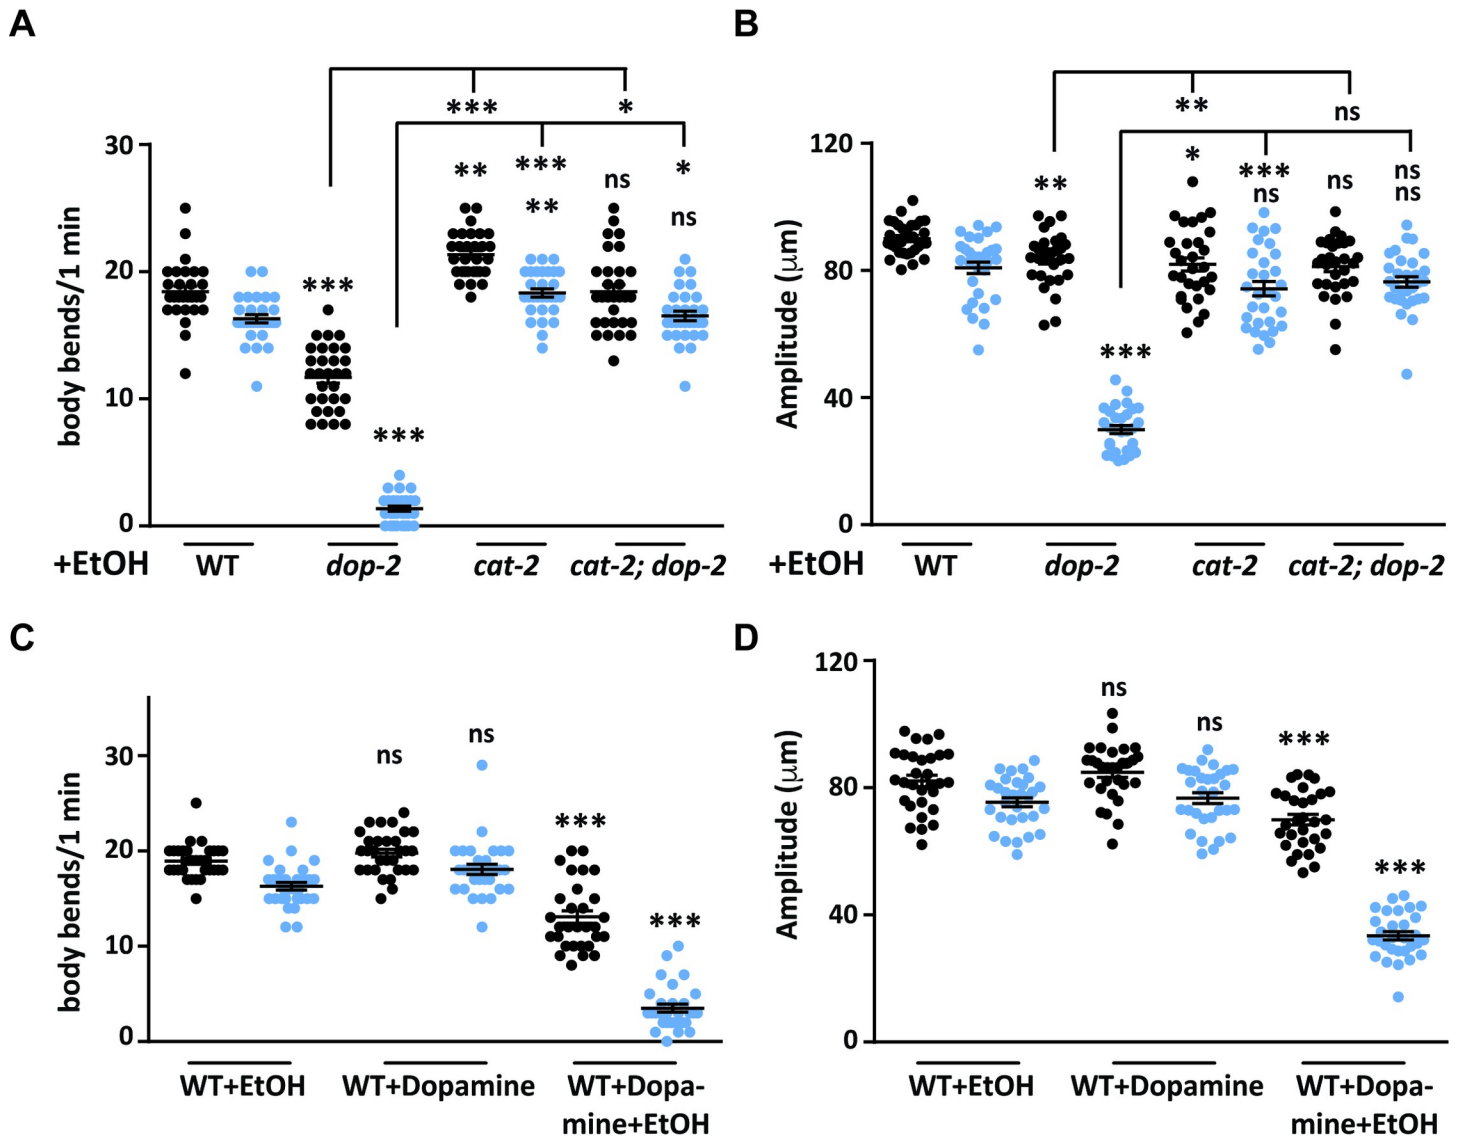 A
*** *
30
** *** ns *
** ns
20
***
10
***
0
body bends/1 min
+EtOH WT dop-2 cat-2 cat-2; dop-2
B
** ns
120
** * *** ns ns
ns ns
80
***
40
0
Amplitude (μm)
+EtOH WT dop-2 cat-2 cat-2; dop-2
C
30
ns ns
20
***
***
10
0
body bends/1 min
WT+EtOH WT+Dopamine WT+Dopa-
mine+EtOH
D
120
ns
ns
***
80
***
40
0
Amplitude (μm)
WT+EtOH WT+Dopamine WT+Dopa-
mine+EtOH